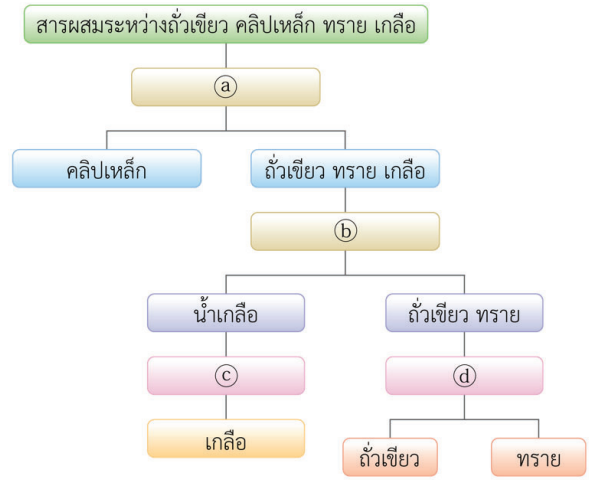 สารผสมระหว่างถั่วเขียว คลิปเหล็ก ทราย เกลือ
ⓐ
คลิปเหล็ก
ถั่วเขียว ทราย เกลือ
ⓑ
น้ำเกลือ
ถั่วเขียว ทราย
ⓒ
ⓓ
เกลือ
ถั่วเขียว
ทราย